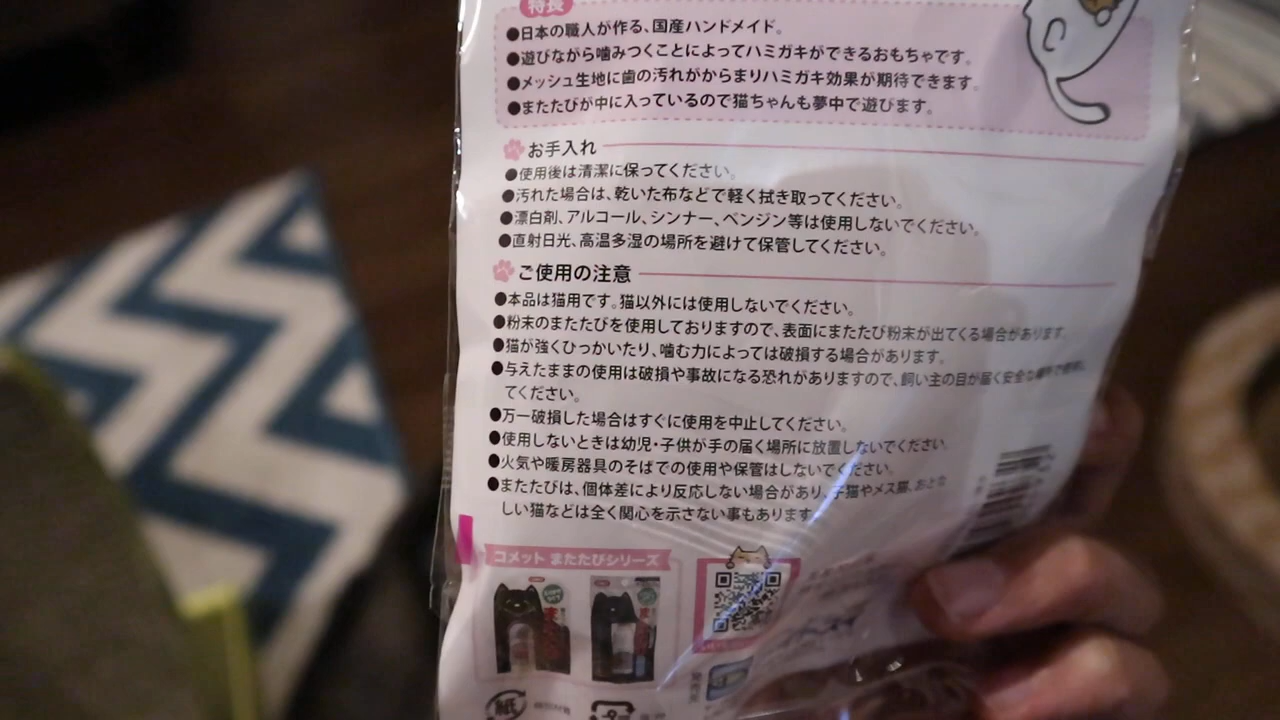 特長
●日本の職人が作る、国産ハンドメイド。
●遊びながら噛みつくことによってハミガキができるおもちゃです。
●メッシュ生地に歯の汚れがからまりハミガキ効果が期待できます。
●またたびが中に入っているので猫ちゃんも夢中で遊びます。
お手入れ
●使用後は清潔に保ってください。
●汚れた場合は、乾いた布などで軽く拭き取ってください。
●漂白剤、アルコール、シンナー、ベンジン等は使用しないでください。
●直射日光、高温多湿の場所を避けて保管してください。
ご使用の注意
●本品は猫用です。猫以外には使用しないでください。
●粉末のまたたびを使用しておりますので、表面にまたたび粉末が出てくる場合があります。
●猫が強くひっかいたり、噛む力によっては破損する場合があります。
●与えたままの使用は破損や事故になる恐れがありますので、飼い主の目が届く安全な場所で使用し
てください。
●万一破損した場合はすぐに使用を中止してください。
●使用しないときは幼児・子供が手の届く場所に放置しないでください。
●火気や暖房器具のそばでの使用や保管はしないでください。
●またたびは、個体差により反応しない場合があり、子猫やメス猫、おとな
しい猫などは全く関心を示さない事もあります。
コメット またたびシリーズ
紙